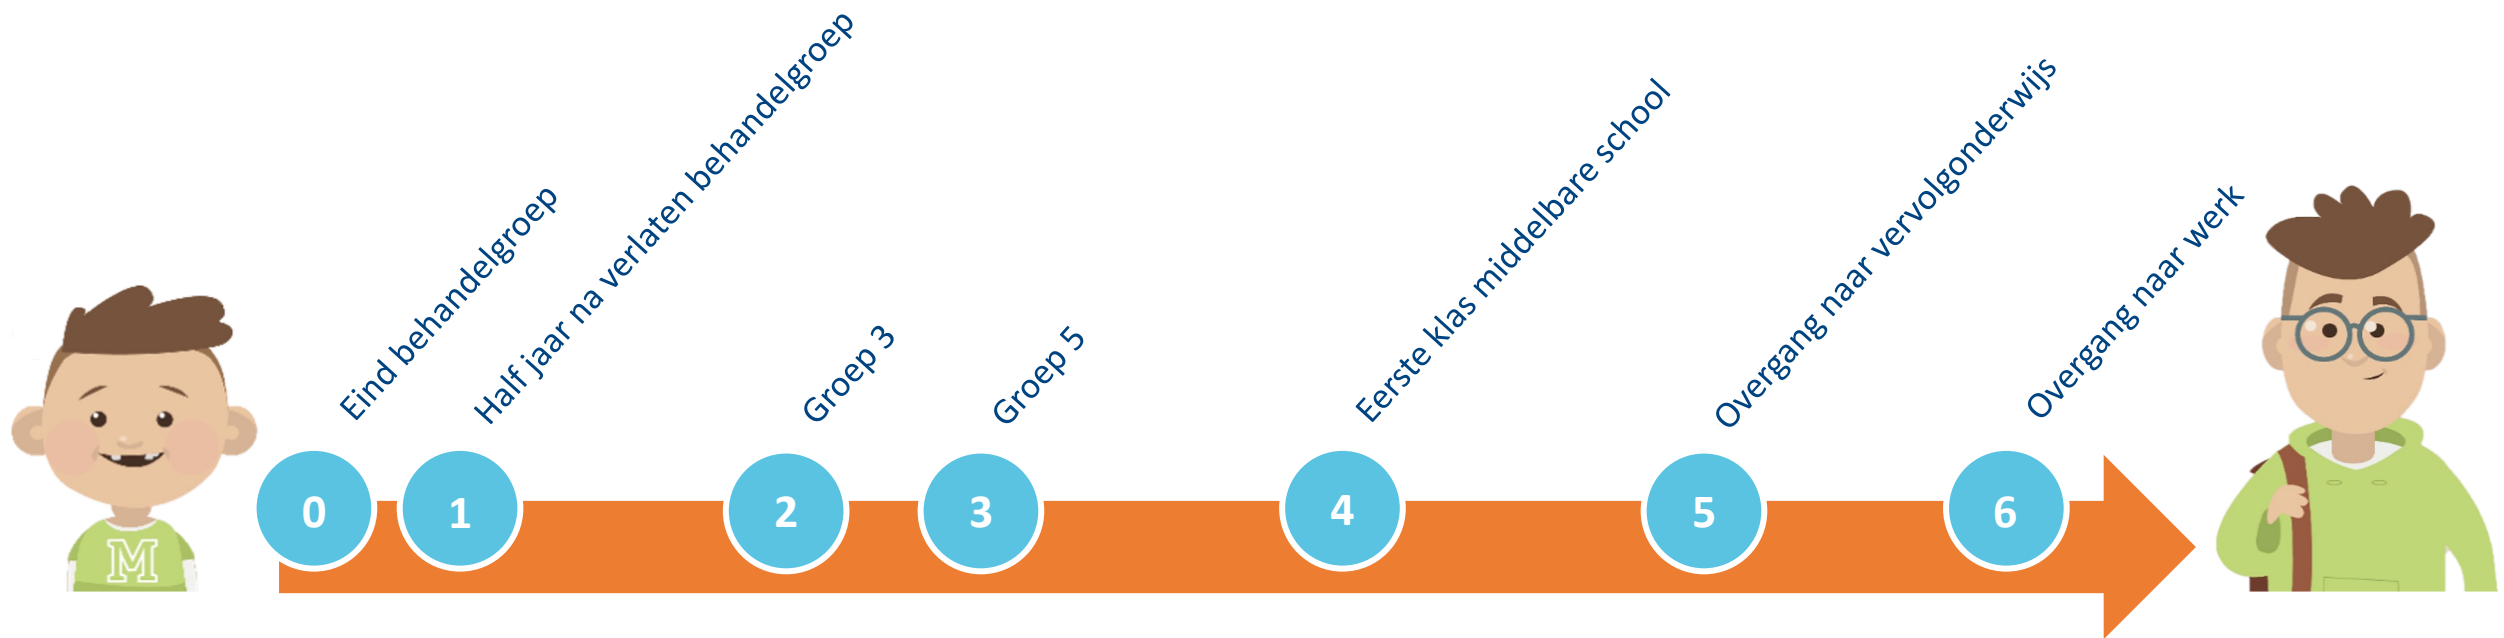 Eind behandelgroep
Half jaar na verlaten behandelgroep
Groep 3
Groep 5
Eerste klas middelbare school
Overgang naar vervolgonderwijs
Overgang naar werk
0
1
2
3
4
5
6
M